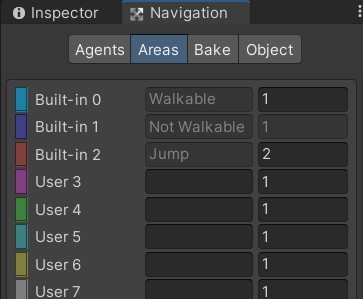 Inspector Navigation
Agents Areas Bake Object
Built-in 0 Walkable 1
Built-in 1 Not Walkable 1
Built-in 2 Jump 2
User 3 1
User 4 1
User 5 1
User 6 1
User 7 1